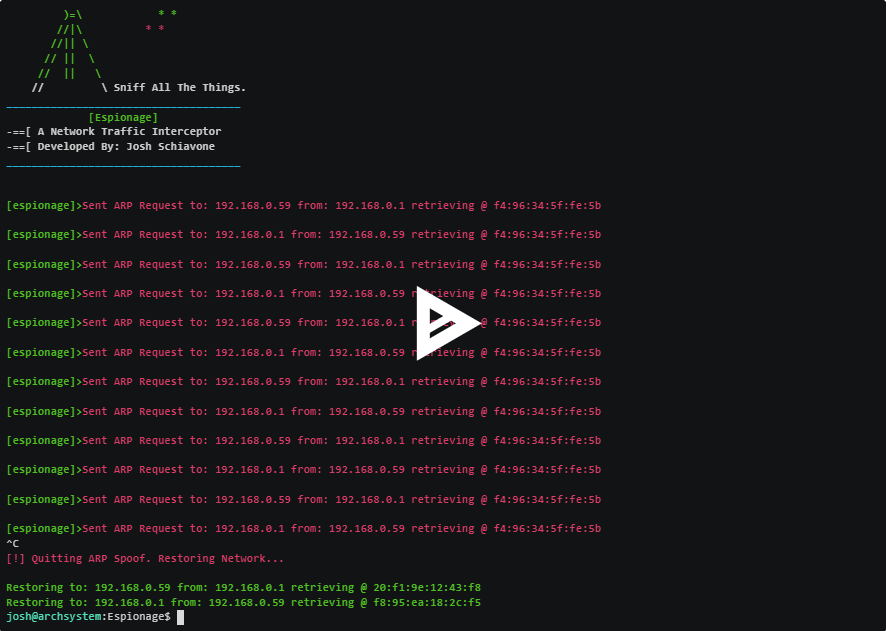 )=\ * *
//|\ * *
//|| \
// || \
// || \
// \ Sniff All The Things.
_____________________________________
[Espionage]
-==[ A Network Traffic Interceptor
-==[ Developed By: Josh Schiavone
_____________________________________
[espionage]>Sent ARP Request to: 192.168.0.59 from: 192.168.0.1 retrieving @ f4:96:34:5f:fe:5b
[espionage]>Sent ARP Request to: 192.168.0.1 from: 192.168.0.59 retrieving @ f4:96:34:5f:fe:5b
[espionage]>Sent ARP Request to: 192.168.0.59 from: 192.168.0.1 retrieving @ f4:96:34:5f:fe:5b
[espionage]>Sent ARP Request to: 192.168.0.1 from: 192.168.0.59 retrieving @ f4:96:34:5f:fe:5b
[espionage]>Sent ARP Request to: 192.168.0.59 from: 192.168.0.1 @ f4:96:34:5f:fe:5b
[espionage]>Sent ARP Request to: 192.168.0.1 from: 192.168.0.59 retrieving @ f4:96:34:5f:fe:5b
[espionage]>Sent ARP Request to: 192.168.0.59 from: 192.168.0.1 retrieving @ f4:96:34:5f:fe:5b
[espionage]>Sent ARP Request to: 192.168.0.1 from: 192.168.0.59 retrieving @ f4:96:34:5f:fe:5b
[espionage]>Sent ARP Request to: 192.168.0.59 from: 192.168.0.1 retrieving @ f4:96:34:5f:fe:5b
[espionage]>Sent ARP Request to: 192.168.0.1 from: 192.168.0.59 retrieving @ f4:96:34:5f:fe:5b
[espionage]>Sent ARP Request to: 192.168.0.59 from: 192.168.0.1 retrieving @ f4:96:34:5f:fe:5b
[espionage]>Sent ARP Request to: 192.168.0.1 from: 192.168.0.59 retrieving @ f4:96:34:5f:fe:5b
^C
[!] Quitting ARP Spoof. Restoring Network...
Restoring to: 192.168.0.59 from: 192.168.0.1 retrieving @ 20:f1:9e:12:43:f8
Restoring to: 192.168.0.1 from: 192.168.0.59 retrieving @ f8:95:ea:18:2c:f5
josh@archsystem:Espionage$